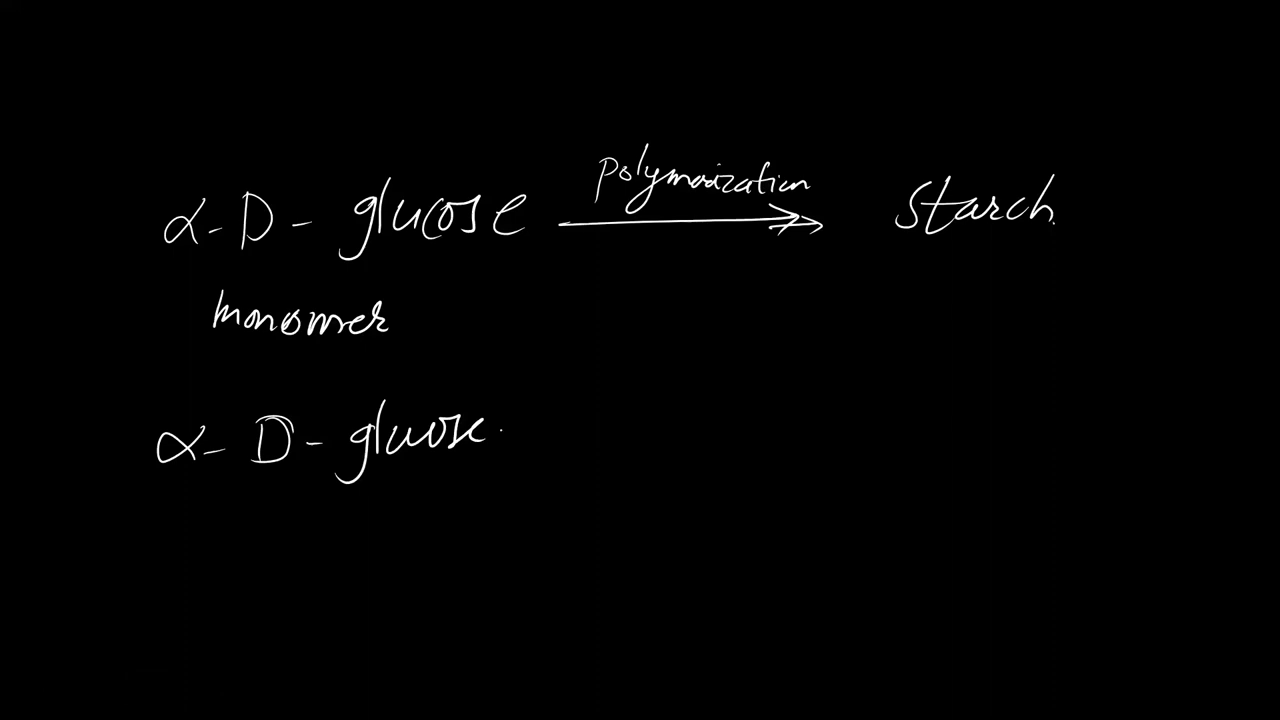 polymerization
α-D-glucose → starch.
monomer
α-D-glucose.